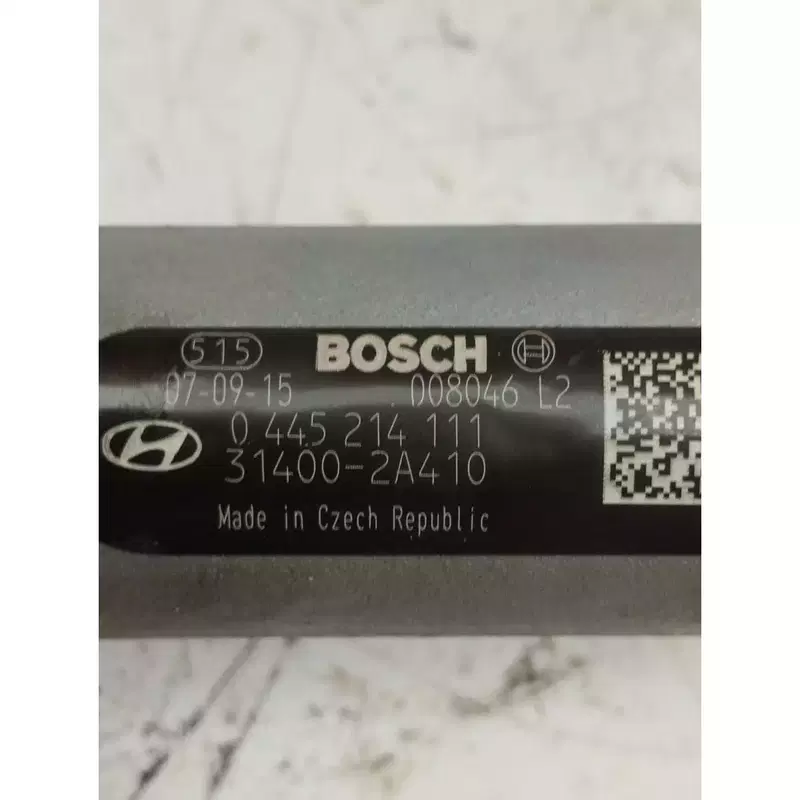 515 BOSCH
07-09-15 008046 L2
0 445 214 111
31400-2A410
Made in Czech Republic